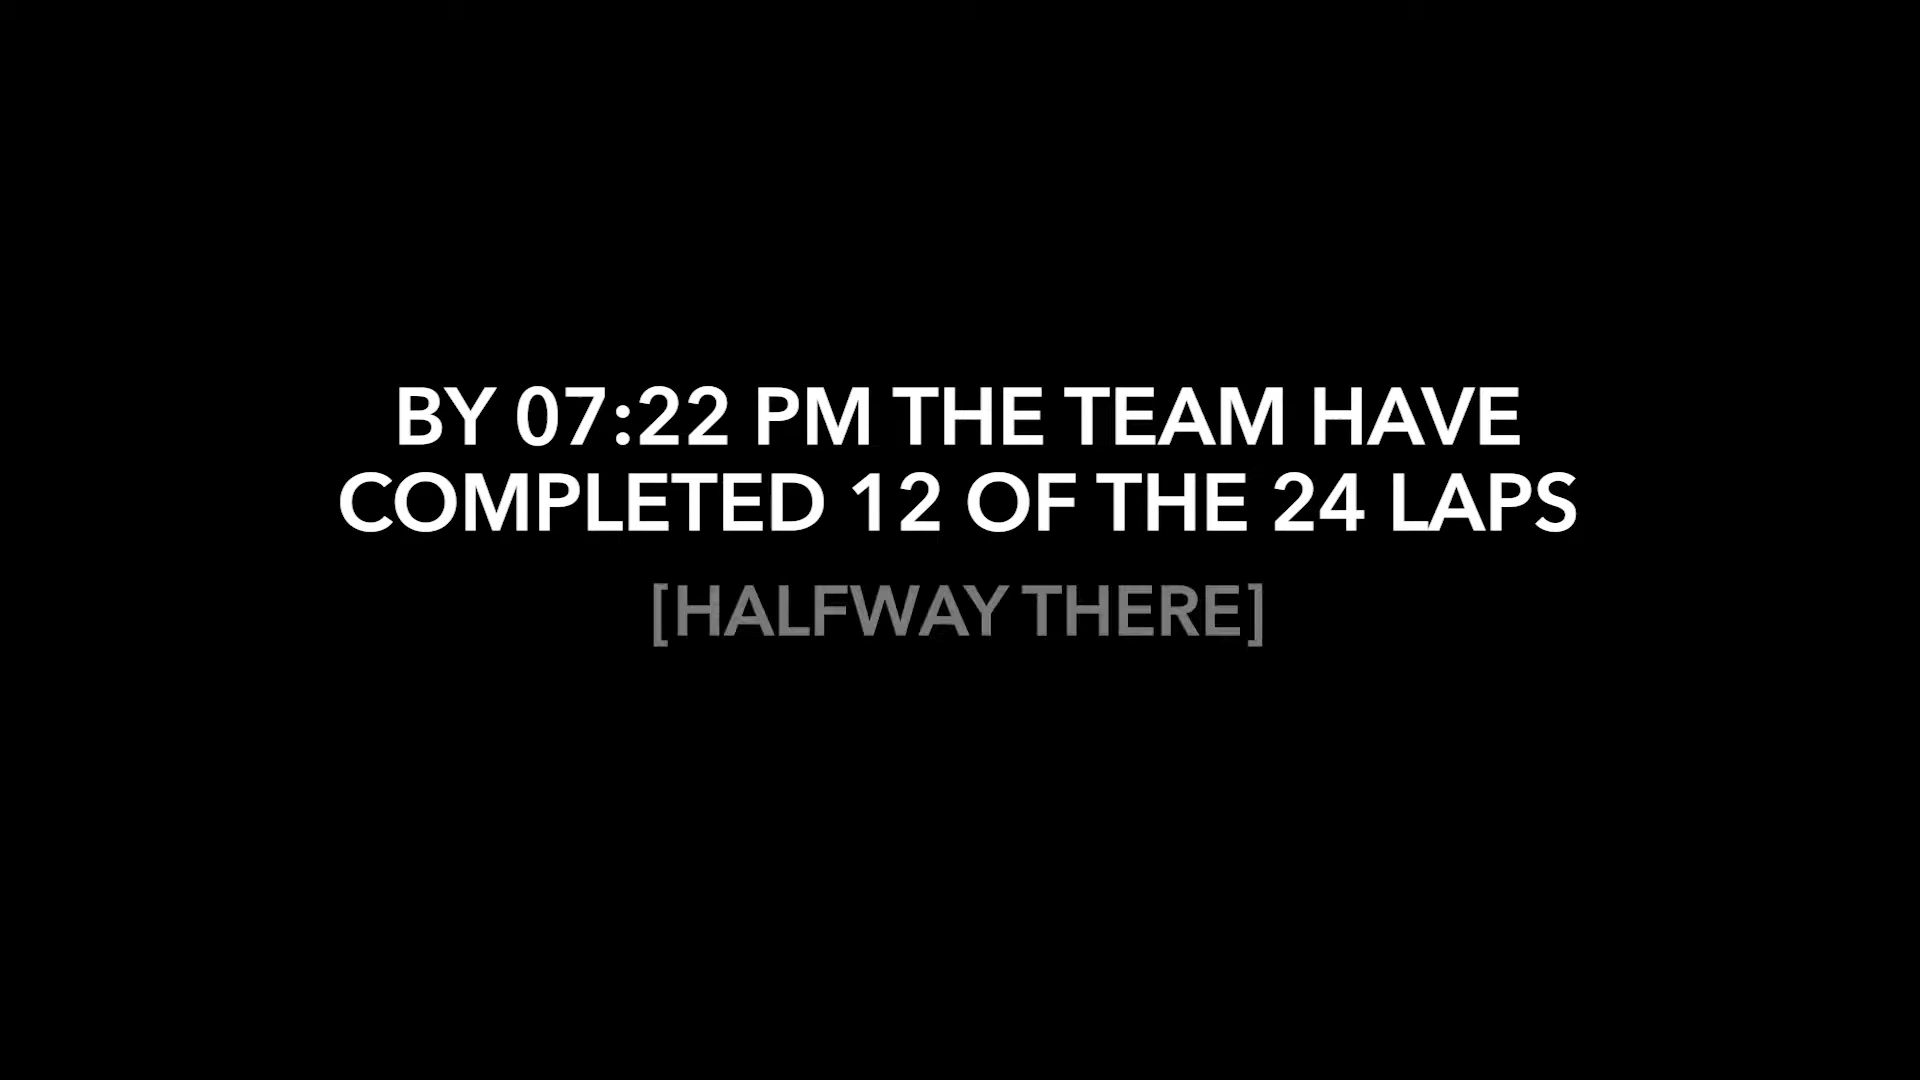 BY 07:22 PM THE TEAM HAVE
COMPLETED 12 OF THE 24 LAPS
[HALFWAY THERE]